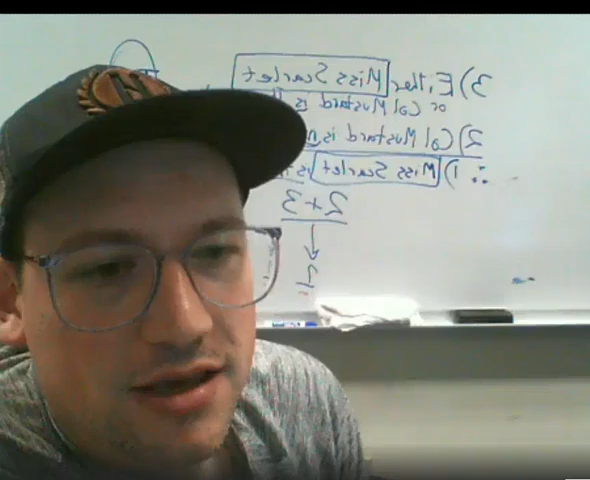 3) Either Miss Scarlet
or Col Mustard is
2) Col Mustard is
∴ 1) Miss Scarlet is
2+3
↓
1